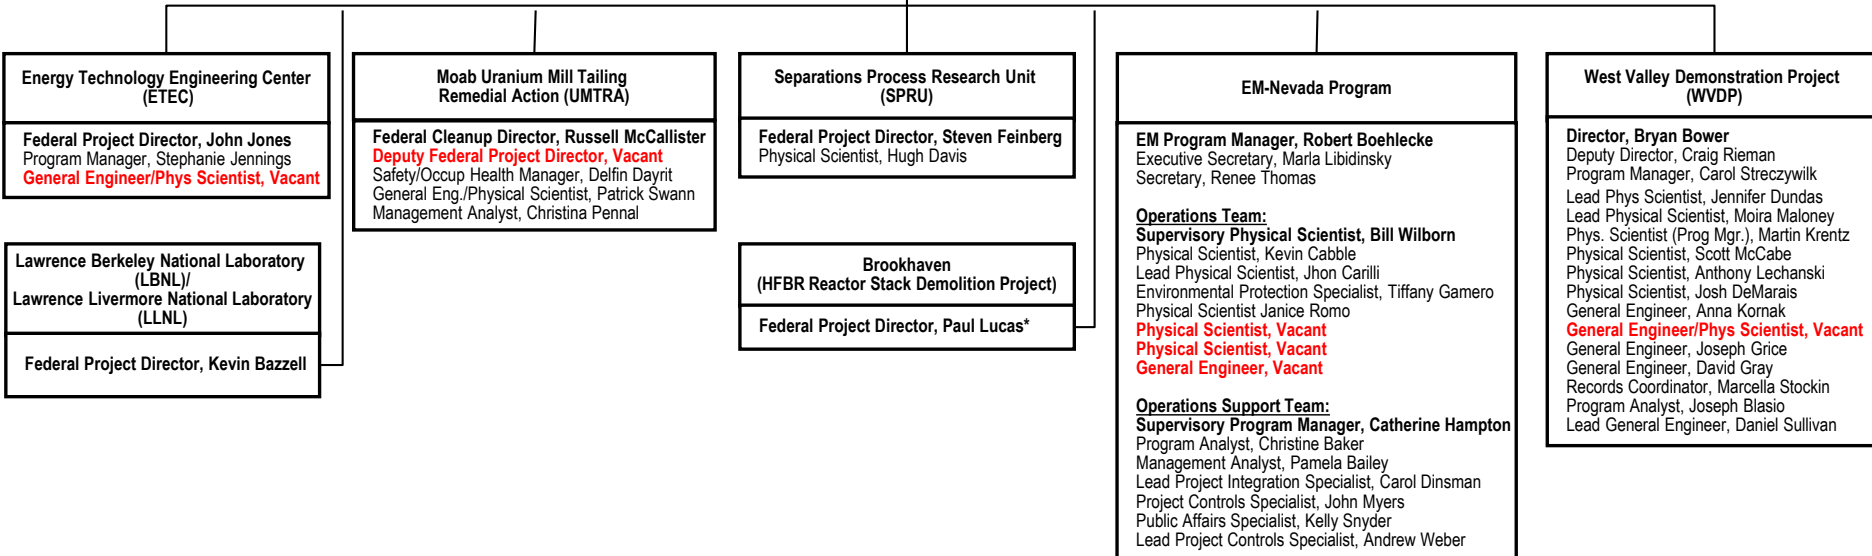 Energy Technology Engineering Center
(ETEC)
Federal Project Director, John Jones
Program Manager, Stephanie Jennings
General Engineer/Phys Scientist, Vacant
Lawrence Berkeley National Laboratory
(LBNL)/
Lawrence Livermore National Laboratory
(LLNL)
Federal Project Director, Kevin Bazzell
Moab Uranium Mill Tailing
Remedial Action (UMTRA)
Federal Cleanup Director, Russell McCallister
Deputy Federal Project Director, Vacant
Safety/Occup Health Manager, Delfin Dayrit
General Eng./Physical Scientist, Patrick Swann
Management Analyst, Christina Pennal
Separations Process Research Unit
(SPRU)
Federal Project Director, Steven Feinberg
Physical Scientist, Hugh Davis
Brookhaven
(HFBR Reactor Stack Demolition Project)
Federal Project Director, Paul Lucas*
EM-Nevada Program
EM Program Manager, Robert Boehlecke
Executive Secretary, Marla Libidinsky
Secretary, Renee Thomas
Operations Team:
Supervisory Physical Scientist, Bill Wilborn
Physical Scientist, Kevin Cabble
Lead Physical Scientist, Jhon Carilli
Environmental Protection Specialist, Tiffany Gamero
Physical Scientist Janice Romo
Physical Scientist, Vacant
Physical Scientist, Vacant
General Engineer, Vacant
Operations Support Team:
Supervisory Program Manager, Catherine Hampton
Program Analyst, Christine Baker
Management Analyst, Pamela Bailey
Lead Project Integration Specialist, Carol Dinsman
Project Controls Specialist, John Myers
Public Affairs Specialist, Kelly Snyder
Lead Project Controls Specialist, Andrew Weber
West Valley Demonstration Project
(WVDP)
Director, Bryan Bower
Deputy Director, Craig Rieman
Program Manager, Carol Streczywilk
Lead Phys Scientist, Jennifer Dundas
Lead Physical Scientist, Moira Maloney
Phys. Scientist (Prog Mgr.), Martin Krentz
Physical Scientist, Scott McCabe
Physical Scientist, Anthony Lechanski
Physical Scientist, Josh DeMarais
General Engineer, Anna Kornak
General Engineer/Phys Scientist, Vacant
General Engineer, Joseph Grice
General Engineer, David Gray
Records Coordinator, Marcella Stockin
Program Analyst, Joseph Blasio
Lead General Engineer, Daniel Sullivan